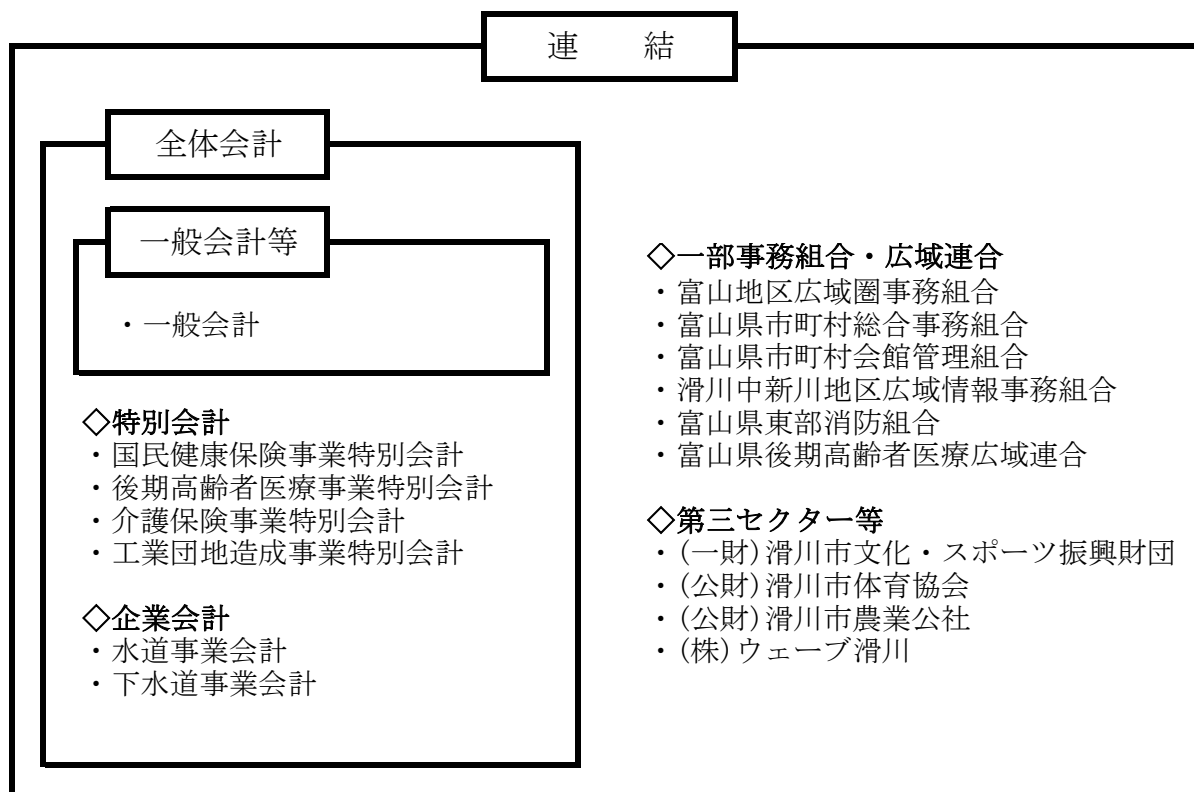 連　　結
全体会計
一般会計等
・一般会計
◇特別会計
・国民健康保険事業特別会計
・後期高齢者医療事業特別会計
・介護保険事業特別会計
・工業団地造成事業特別会計
◇企業会計
・水道事業会計
・下水道事業会計
◇一部事務組合・広域連合
・富山地区広域圏事務組合
・富山県市町村総合事務組合
・富山県市町村会館管理組合
・滑川中新川地区広域情報事務組合
・富山県東部消防組合
・富山県後期高齢者医療広域連合
◇第三セクター等
・(一財)滑川市文化・スポーツ振興財団
・(公財)滑川市体育協会
・(公財)滑川市農業公社
・(株)ウェーブ滑川